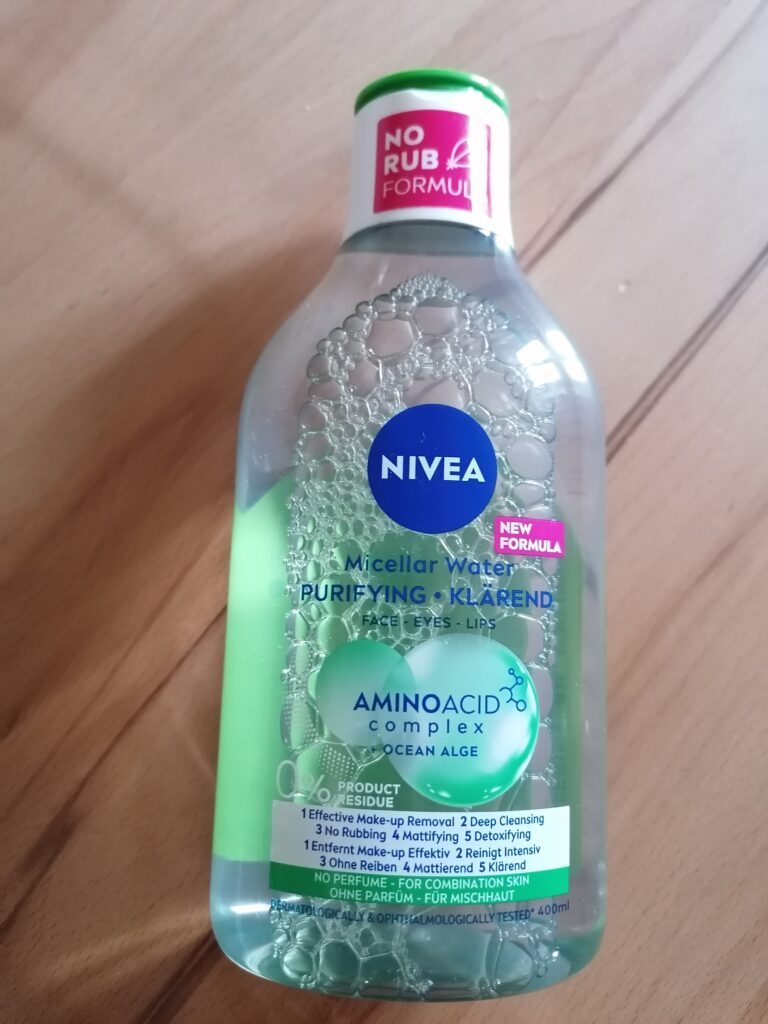 NO
RUB
FORMUL
NIVEA
NEW
FORMULA
Micellar Water
PURIFYING • KLÄREND
FACE - EYES - LIPS
AMINOACID
complex
+ OCEAN ALGE
0% PRODUCT
RESIDUE
1 Effective Make-up Removal 2 Deep Cleansing
3 No Rubbing 4 Mattifying 5 Detoxifying
1 Entfernt Make-up Effektiv 2 Reinigt Intensiv
3 Ohne Reiben 4 Mattierend 5 Klärend
NO PERFUME - FOR COMBINATION SKIN
OHNE PARFÜM - FÜR MISCHHAUT
DERMATOLOGICALLY & OPHTHALMOLOGICALLY TESTED* 400ml